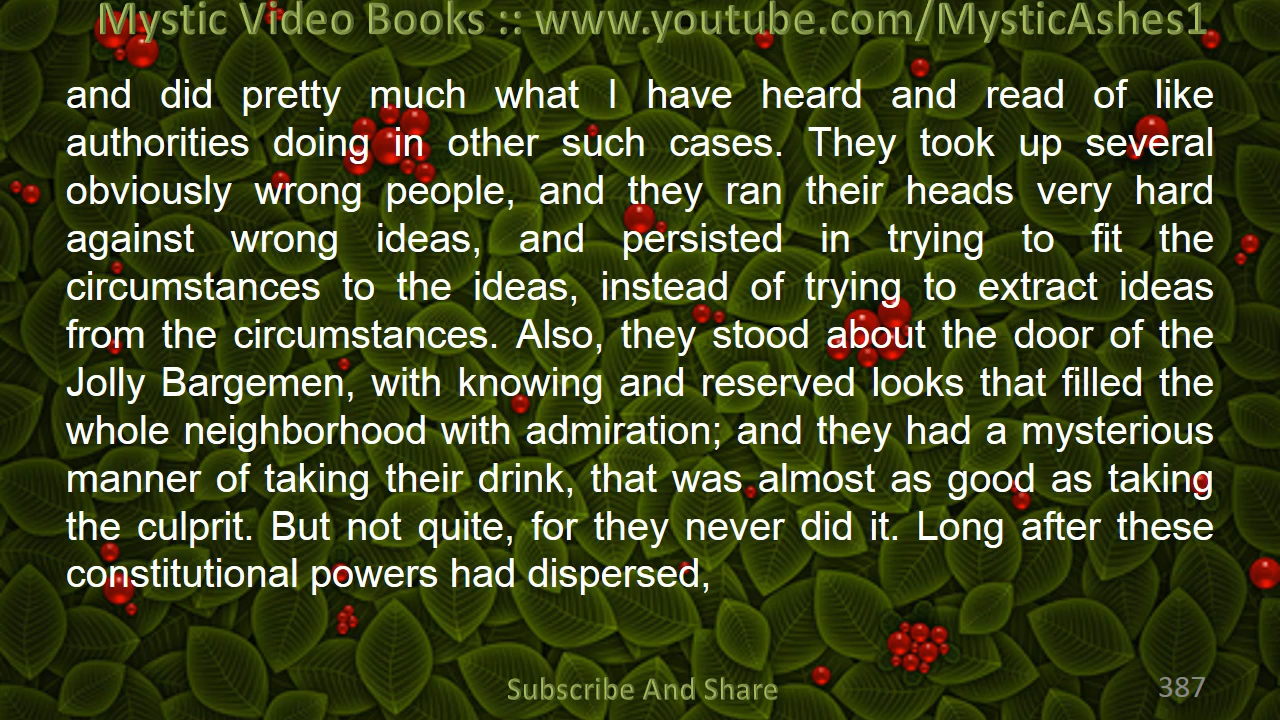 Mystic Video Books :: www.youtube.com/MysticAshes1
and did pretty much what I have heard and read of like
authorities doing in other such cases. They took up several
obviously wrong people, and they ran their heads very hard
against wrong ideas, and persisted in trying to fit the
circumstances to the ideas, instead of trying to extract ideas
from the circumstances. Also, they stood about the door of the
Jolly Bargemen, with knowing and reserved looks that filled the
whole neighborhood with admiration; and they had a mysterious
manner of taking their drink, that was almost as good as taking
the culprit. But not quite, for they never did it. Long after these
constitutional powers had dispersed,
Subscribe And Share
387